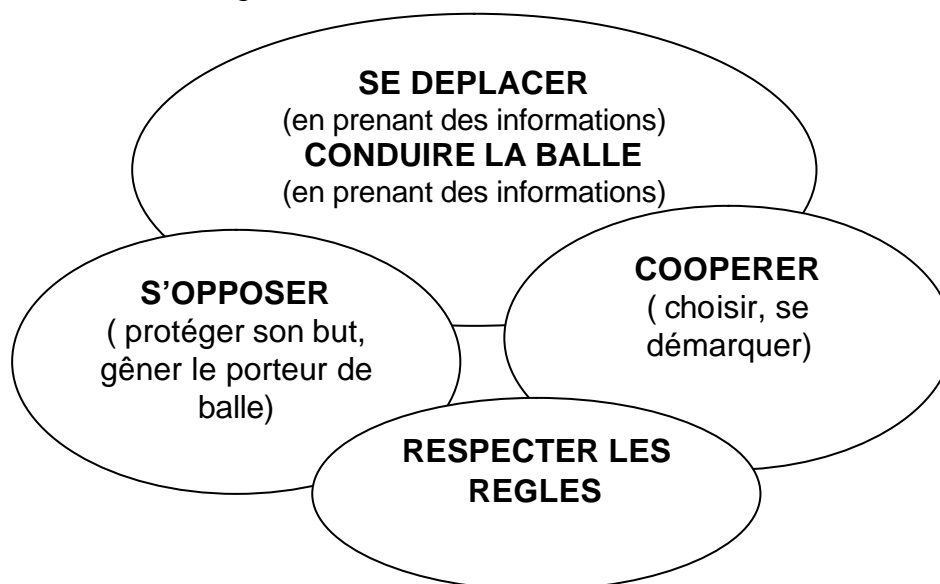 SE DEPLACER
(en prenant des informations)
CONDUIRE LA BALLE
(en prenant des informations)
S'OPPOSER
( protéger son but,
gêner le porteur de
balle)
COOPERER
( choisir, se
démarquer)
RESPECTER LES
REGLES